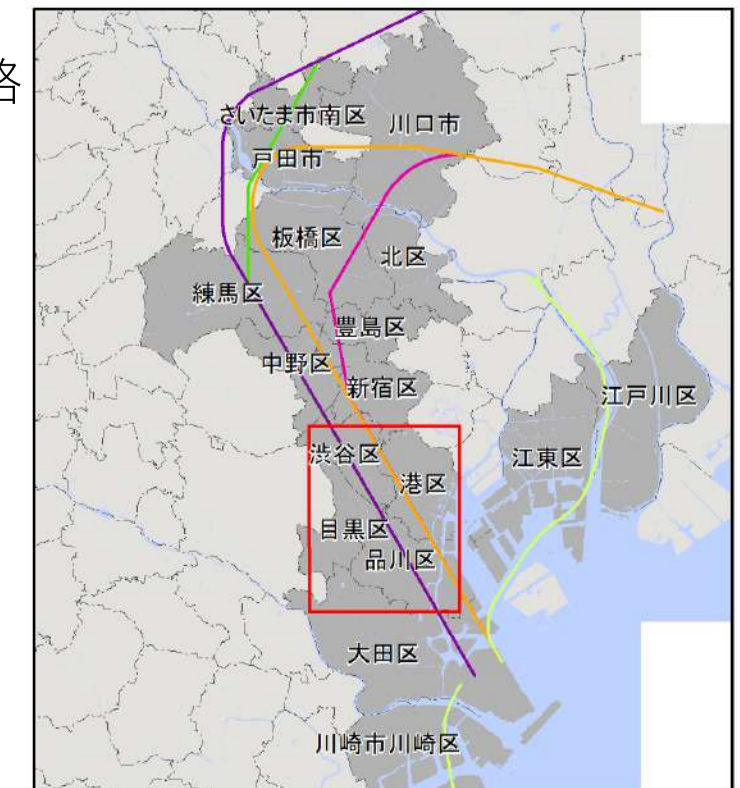 路
さいたま市南区
川口市
戸田市
板橋区
北区
練馬区
豊島区
中野区
新宿区
江戸川区
渋谷区
江東区
港区
目黒区
品川区
大田区
川崎市川崎区